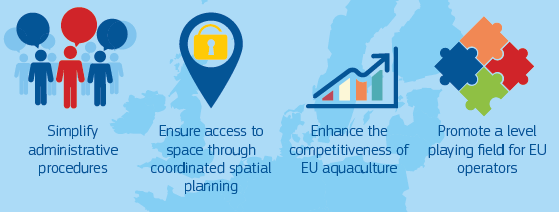 Simplify
administrative
procedures
Ensure access to
space through
coordinated spatial
planning
Enhance the
competitiveness of
EU aquaculture
Promote a level
playing field for EU
operators